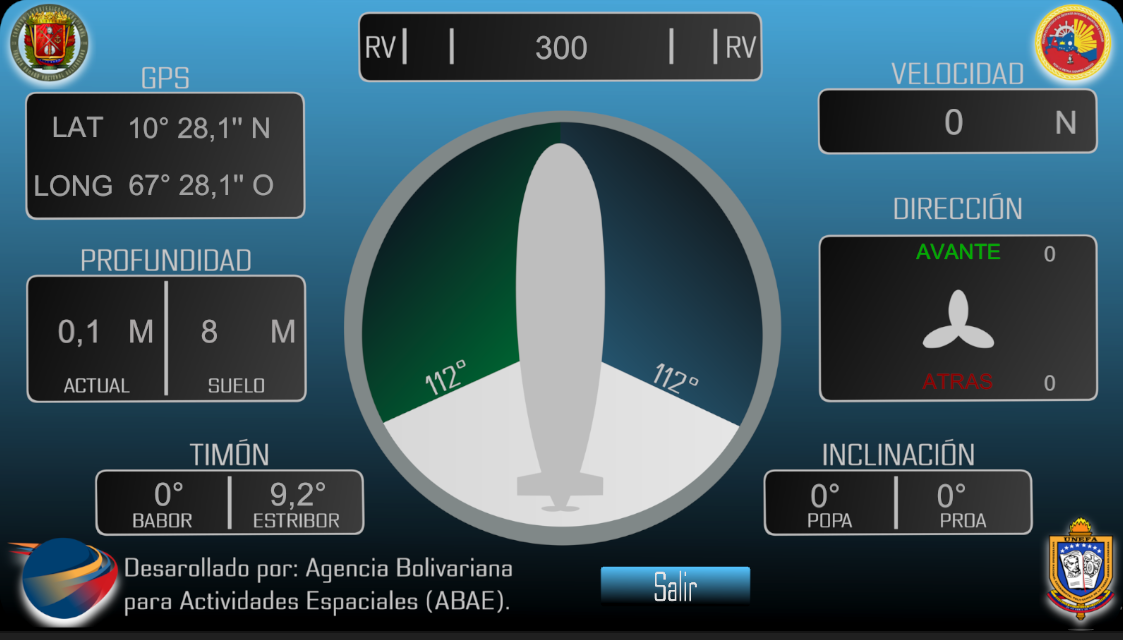 RV 300 RV
GPS
LAT 10° 28,1'' N
LONG 67° 28,1'' O
VELOCIDAD
0 N
PROFUNDIDAD
0,1 M 8 M
ACTUAL SUELO
DIRECCIÓN
AVANTE 0
ATRAS 0
112° 112°
TIMÓN
0° 9,2°
BABOR ESTRIBOR
INCLINACIÓN
0° 0°
POPA PROA
Desarollado por: Agencia Bolivariana
para Actividades Espaciales (ABAE).
Salir
UNEFA